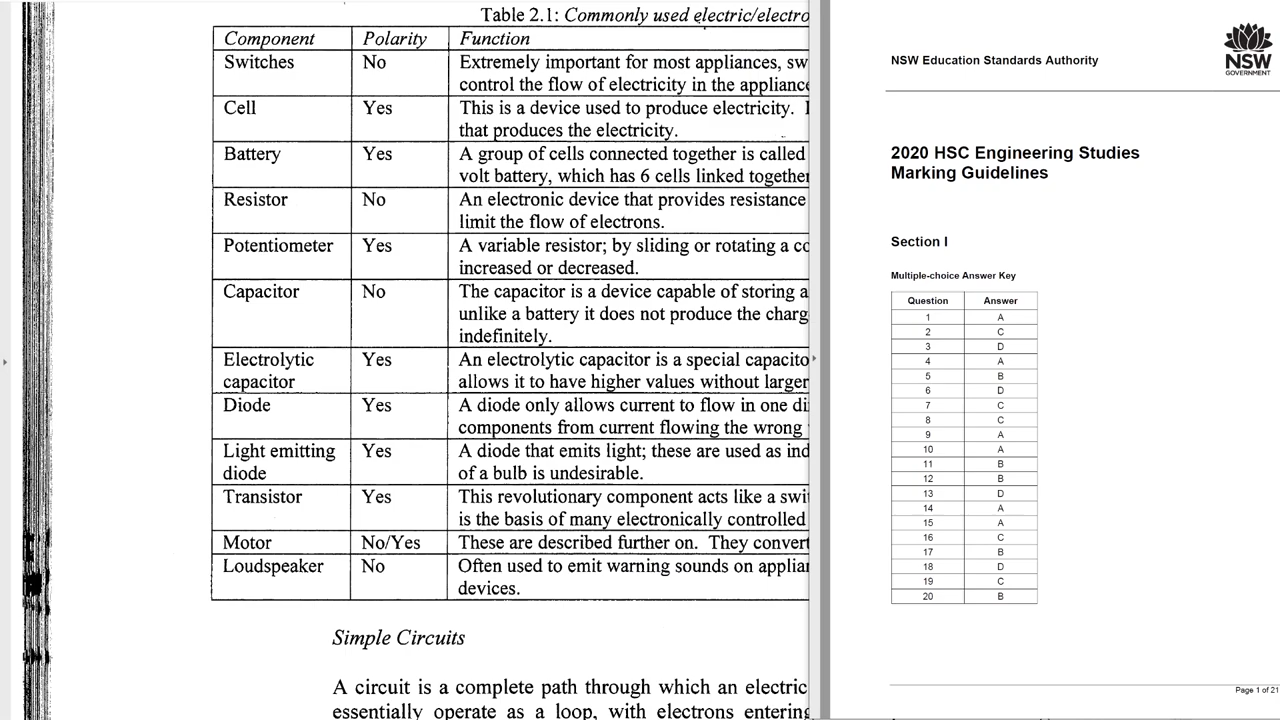 Table 2.1: Commonly used electric/electro
Component Polarity Function
Switches No Extremely important for most appliances, sw
control the flow of electricity in the appliance
Cell Yes This is a device used to produce electricity.
that produces the electricity.
Battery Yes A group of cells connected together is called
volt battery, which has 6 cells linked together
Resistor No An electronic device that provides resistance
limit the flow of electrons.
Potentiometer Yes A variable resistor; by sliding or rotating a co
increased or decreased.
Capacitor No The capacitor is a device capable of storing a
unlike a battery it does not produce the charg
indefinitely.
Electrolytic Yes An electrolytic capacitor is a special capacito
capacitor allows it to have higher values without larger
Diode Yes A diode only allows current to flow in one di
components from current flowing the wrong
Light emitting Yes A diode that emits light; these are used as ind
diode of a bulb is undesirable.
Transistor Yes This revolutionary component acts like a swi
is the basis of many electronically controlled
Motor No/Yes These are described further on. They convert
Loudspeaker No Often used to emit warning sounds on applia
devices.
Simple Circuits
A circuit is a complete path through which an electric
essentially operate as a loop, with electrons entering
NSW Education Standards Authority
NSW
GOVERNMENT
2020 HSC Engineering Studies
Marking Guidelines
Section I
Multiple-choice Answer Key
Question Answer
1 A
2 C
3 D
4 A
5 B
6 D
7 C
8 C
9 A
10 A
11 B
12 B
13 D
14 A
15 A
16 C
17 B
18 D
19 C
20 B
Page 1 of 21